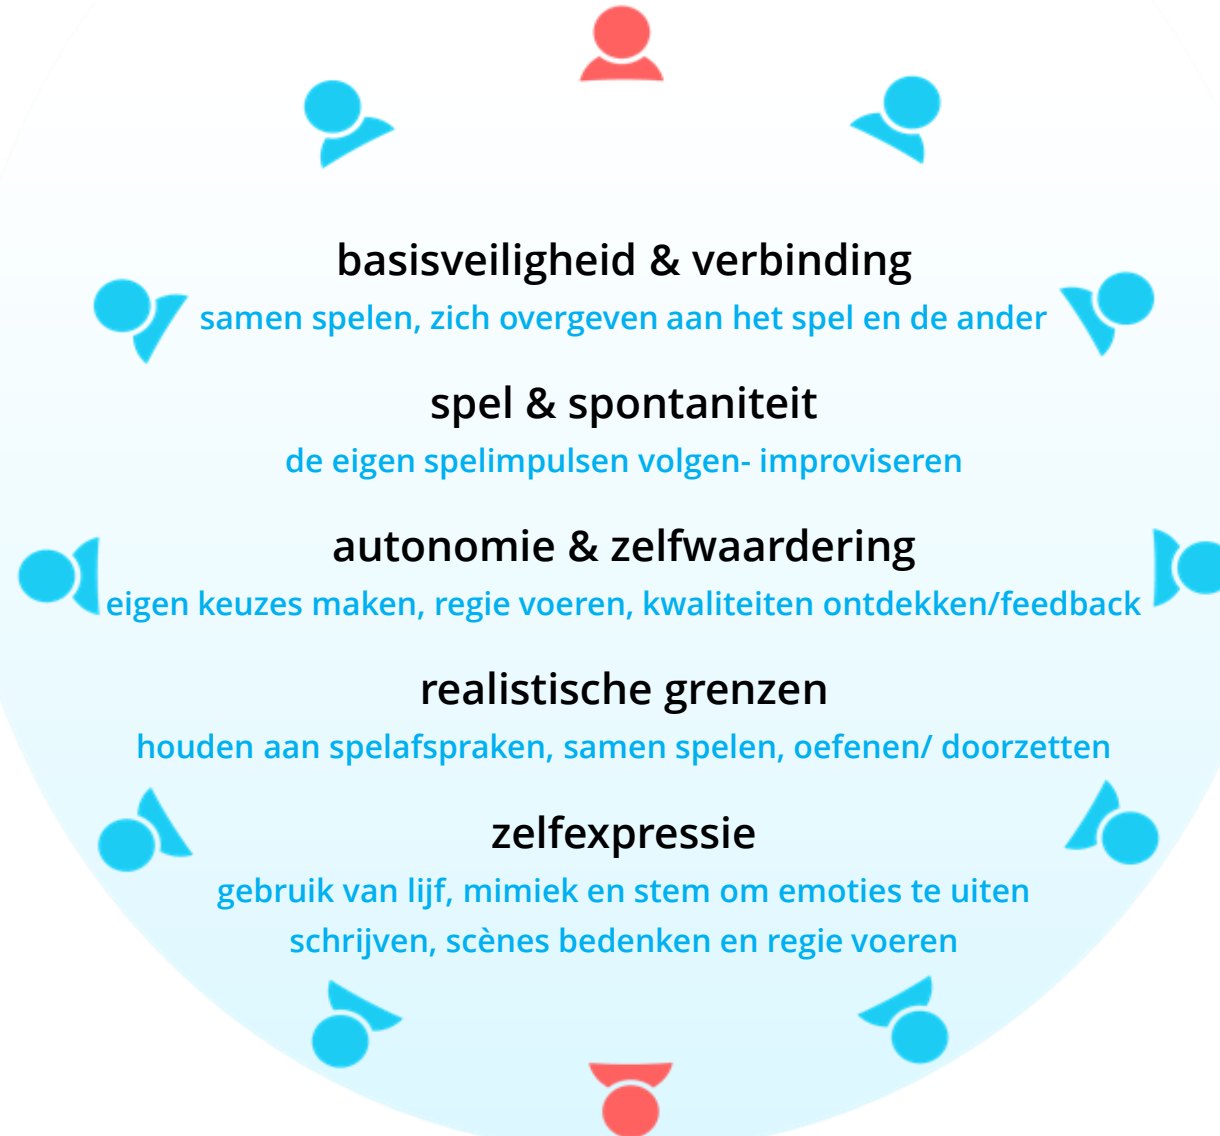 basisveiligheid & verbinding
samen spelen, zich overgeven aan het spel en de ander
spel & spontaniteit
de eigen spelimpulsen volgen- improviseren
autonomie & zelfwaardering
eigen keuzes maken, regie voeren, kwaliteiten ontdekken/feedback
realistische grenzen
houden aan spelafspraken, samen spelen, oefenen/ doorzetten
zelfexpressie
gebruik van lijf, mimiek en stem om emoties te uiten
schrijven, scènes bedenken en regie voeren